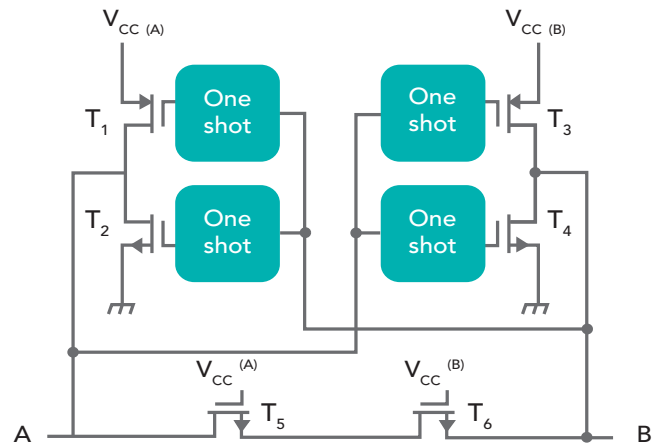 VCC (A)
VCC (B)
One shot
One shot
T1
T3
One shot
One shot
T2
T4
VCC (A)
VCC (B)
T5
T6
A
B